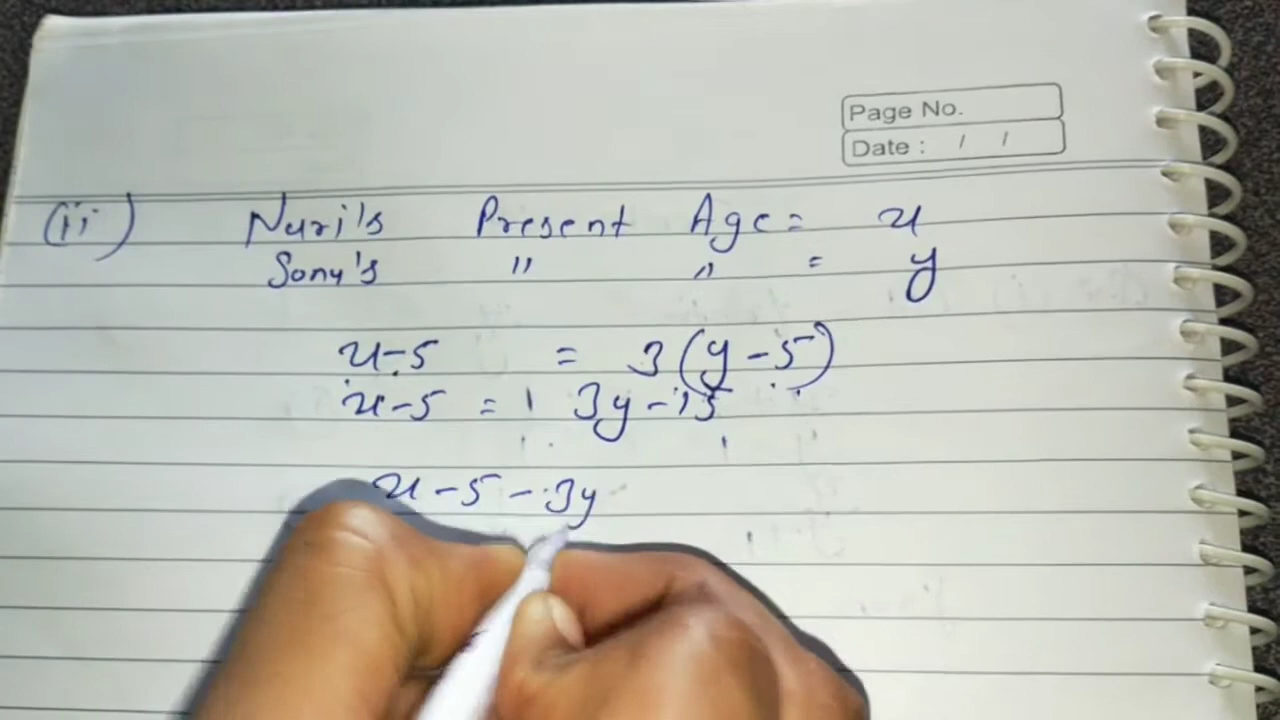 Page No.
Date : / /
(ii) Nuri's Present Age = x
Sony's " " = y
x-5 = 3(y-5)
x-5 = 3y-15
x-5-3y